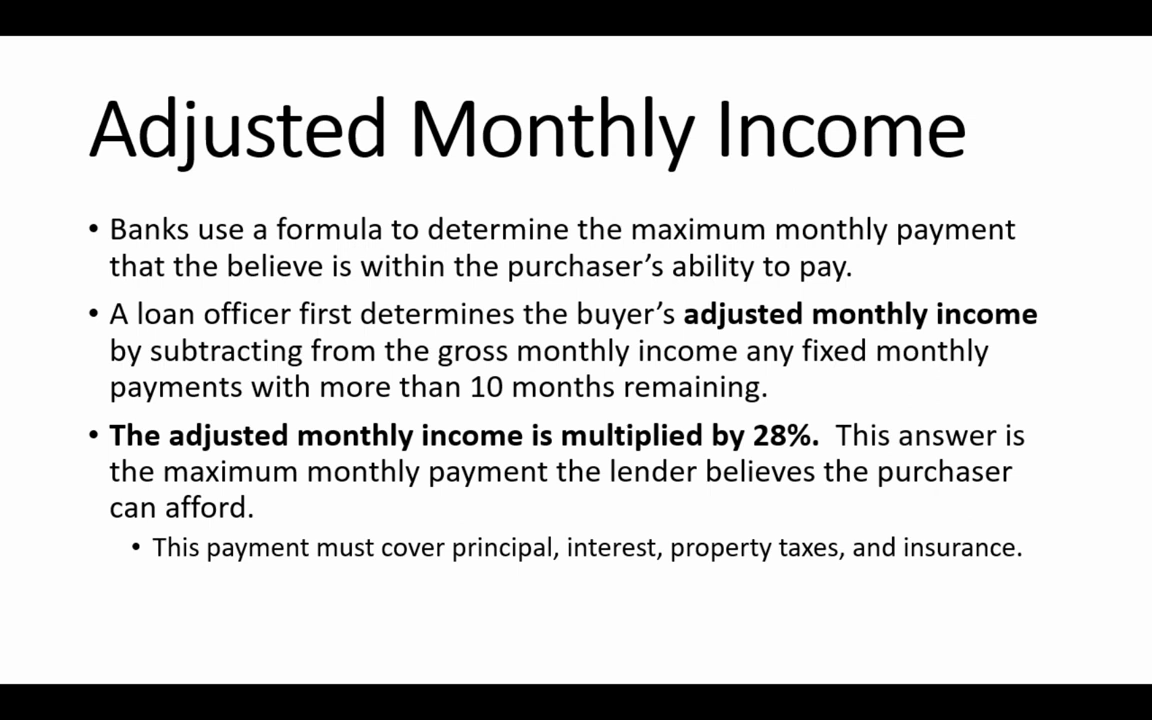 Adjusted Monthly Income
• Banks use a formula to determine the maximum monthly payment
that the believe is within the purchaser's ability to pay.
• A loan officer first determines the buyer's adjusted monthly income
by subtracting from the gross monthly income any fixed monthly
payments with more than 10 months remaining.
• The adjusted monthly income is multiplied by 28%. This answer is
the maximum monthly payment the lender believes the purchaser
can afford.
• This payment must cover principal, interest, property taxes, and insurance.